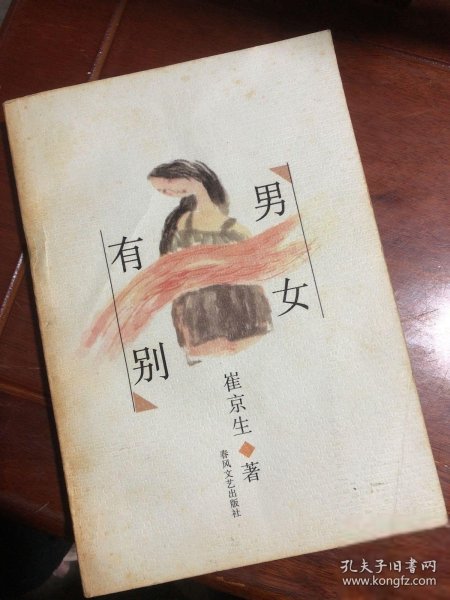 男女
有别
崔京生 著
春风文艺出版社
孔夫子旧书网
www.kongfz.com